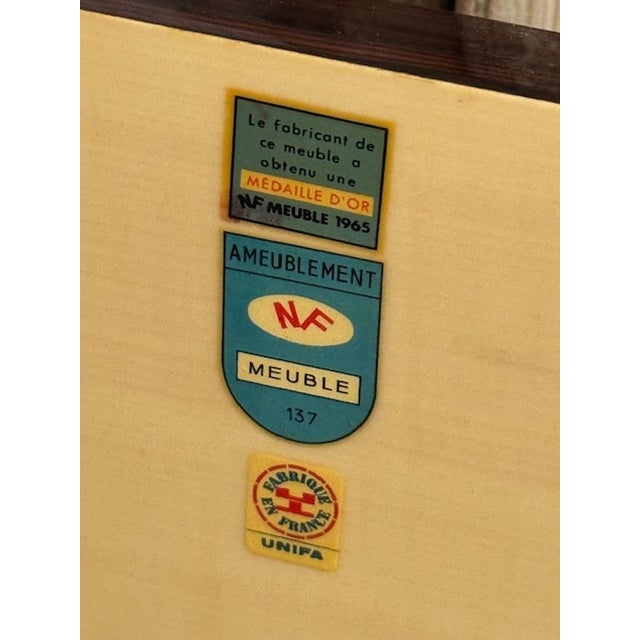 Le fabricant de
ce meuble a
obtenu une
MÉDAILLE D'OR
NF MEUBLE 1965
AMEUBLEMENT
NF
MEUBLE
137
FABRIQUE
EN FRANCE
UNIFA